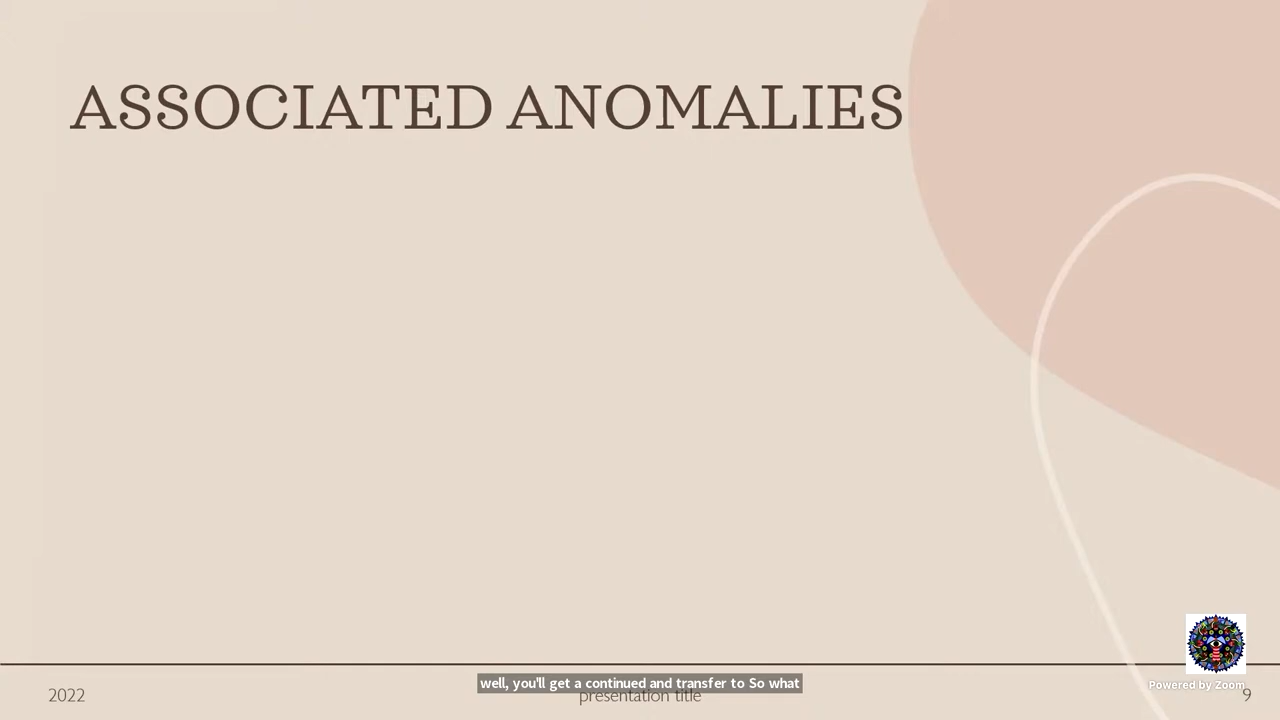 ASSOCIATED ANOMALIES
well, you'll get a continued and transfer to So what
2022
presentation title
Powered by Zoom
9